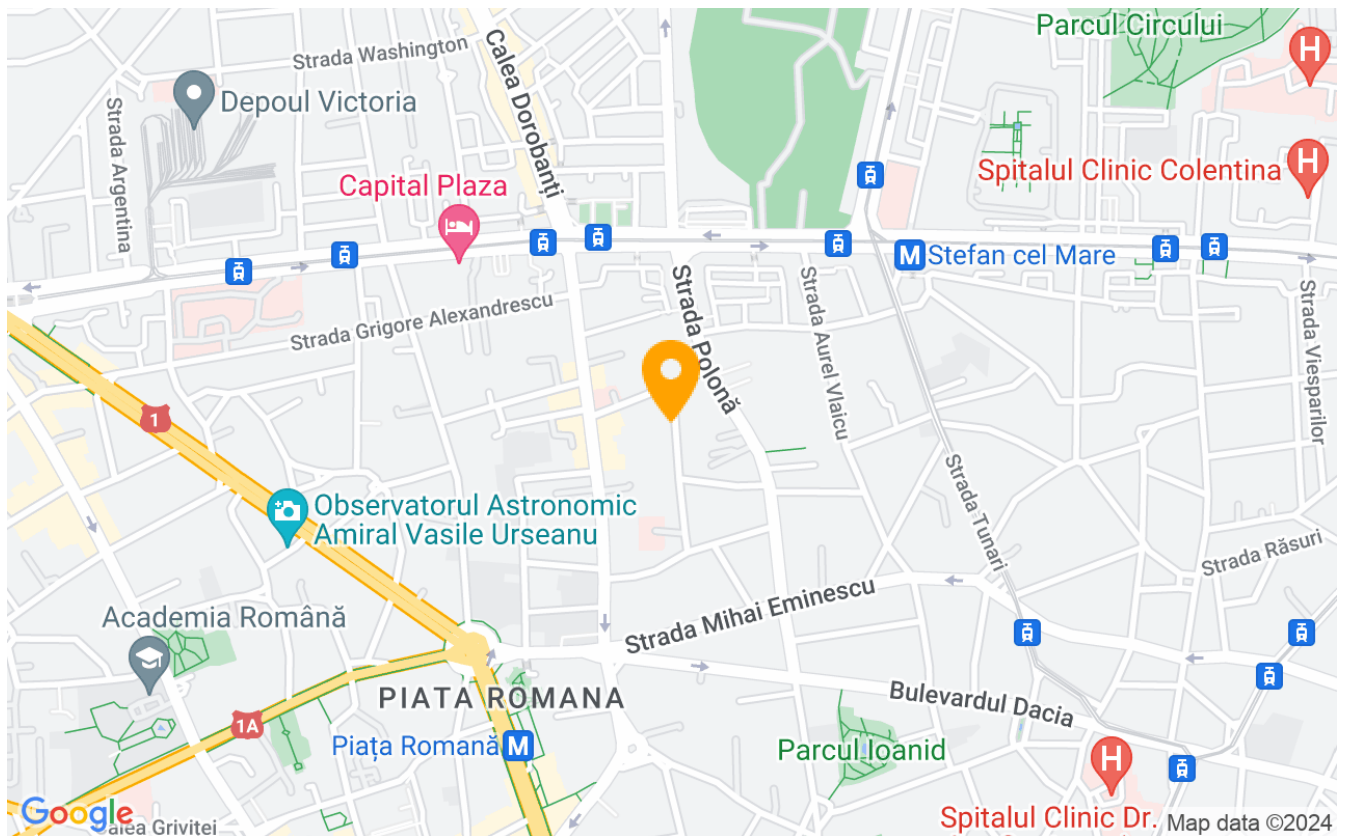 Parcul Circului
H
Strada Washington
Calea Dorobanți
Depoul Victoria
Strada Argentina
Spitalul Clinic Colentina
H
Capital Plaza
M Stefan cel Mare
Strada Grigore Alexandrescu
Strada Polonă
Strada Aurel Vlaicu
Strada Viesparilor
1
Strada Tunari
Observatorul Astronomic
Amiral Vasile Urseanu
Strada Răsuri
Academia Română
Strada Mihai Eminescu
PIATA ROMANA
Bulevardul Dacia
1A
Piața Romană M
Parcul Ioanid
H
Spitalul Clinic Dr.
Google
Calea Grivitei
Map data ©2024